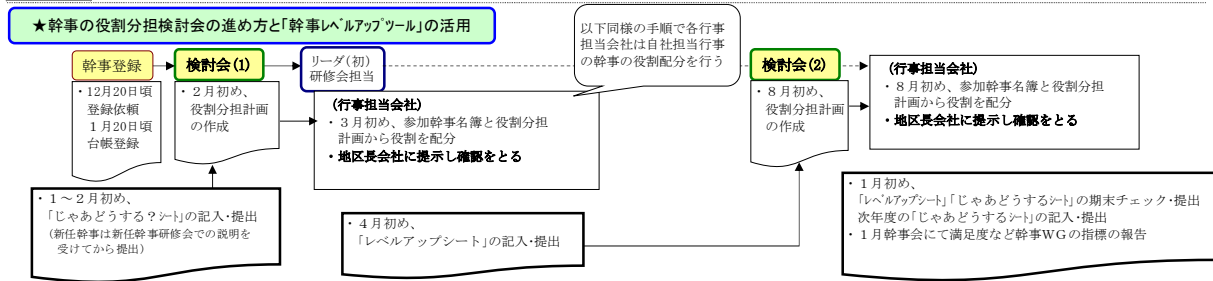 ★幹事の役割分担検討会の進め方と「幹事ﾚﾍﾞﾙｱｯﾌﾟﾂｰﾙ」の活用
幹事登録
・12月20日頃
登録依頼
１月20日頃
台帳登録
検討会(1)
・２月初め、
役割分担計画
の作成
リーダ(初)
研修会担当
(行事担当会社)
・３月初め、参加幹事名簿と役割分担
計画から役割を配分
・地区長会社に提示し確認をとる
以下同様の手順で各行事
担当会社は自社担当行事
の幹事の役割配分を行う
検討会(2)
・８月初め、
役割分担計画
の作成
(行事担当会社)
・８月初め、参加幹事名簿と役割分担
計画から役割を配分
・地区長会社に提示し確認をとる
・１～２月初め、
「じゃあどうする？ｼｰﾄ」の記入・提出
(新任幹事は新任幹事研修会での説明を
受けてから提出)
・４月初め、
「レベルアップシート」の記入・提出
・１月初め、
「ﾚﾍﾞﾙｱｯﾌﾟｼｰﾄ」「じゃあどうするｼｰﾄ」の期末チェック・提出
次年度の「じゃあどうするｼｰﾄ」の記入・提出
・１月幹事会にて満足度など幹事WGの指標の報告